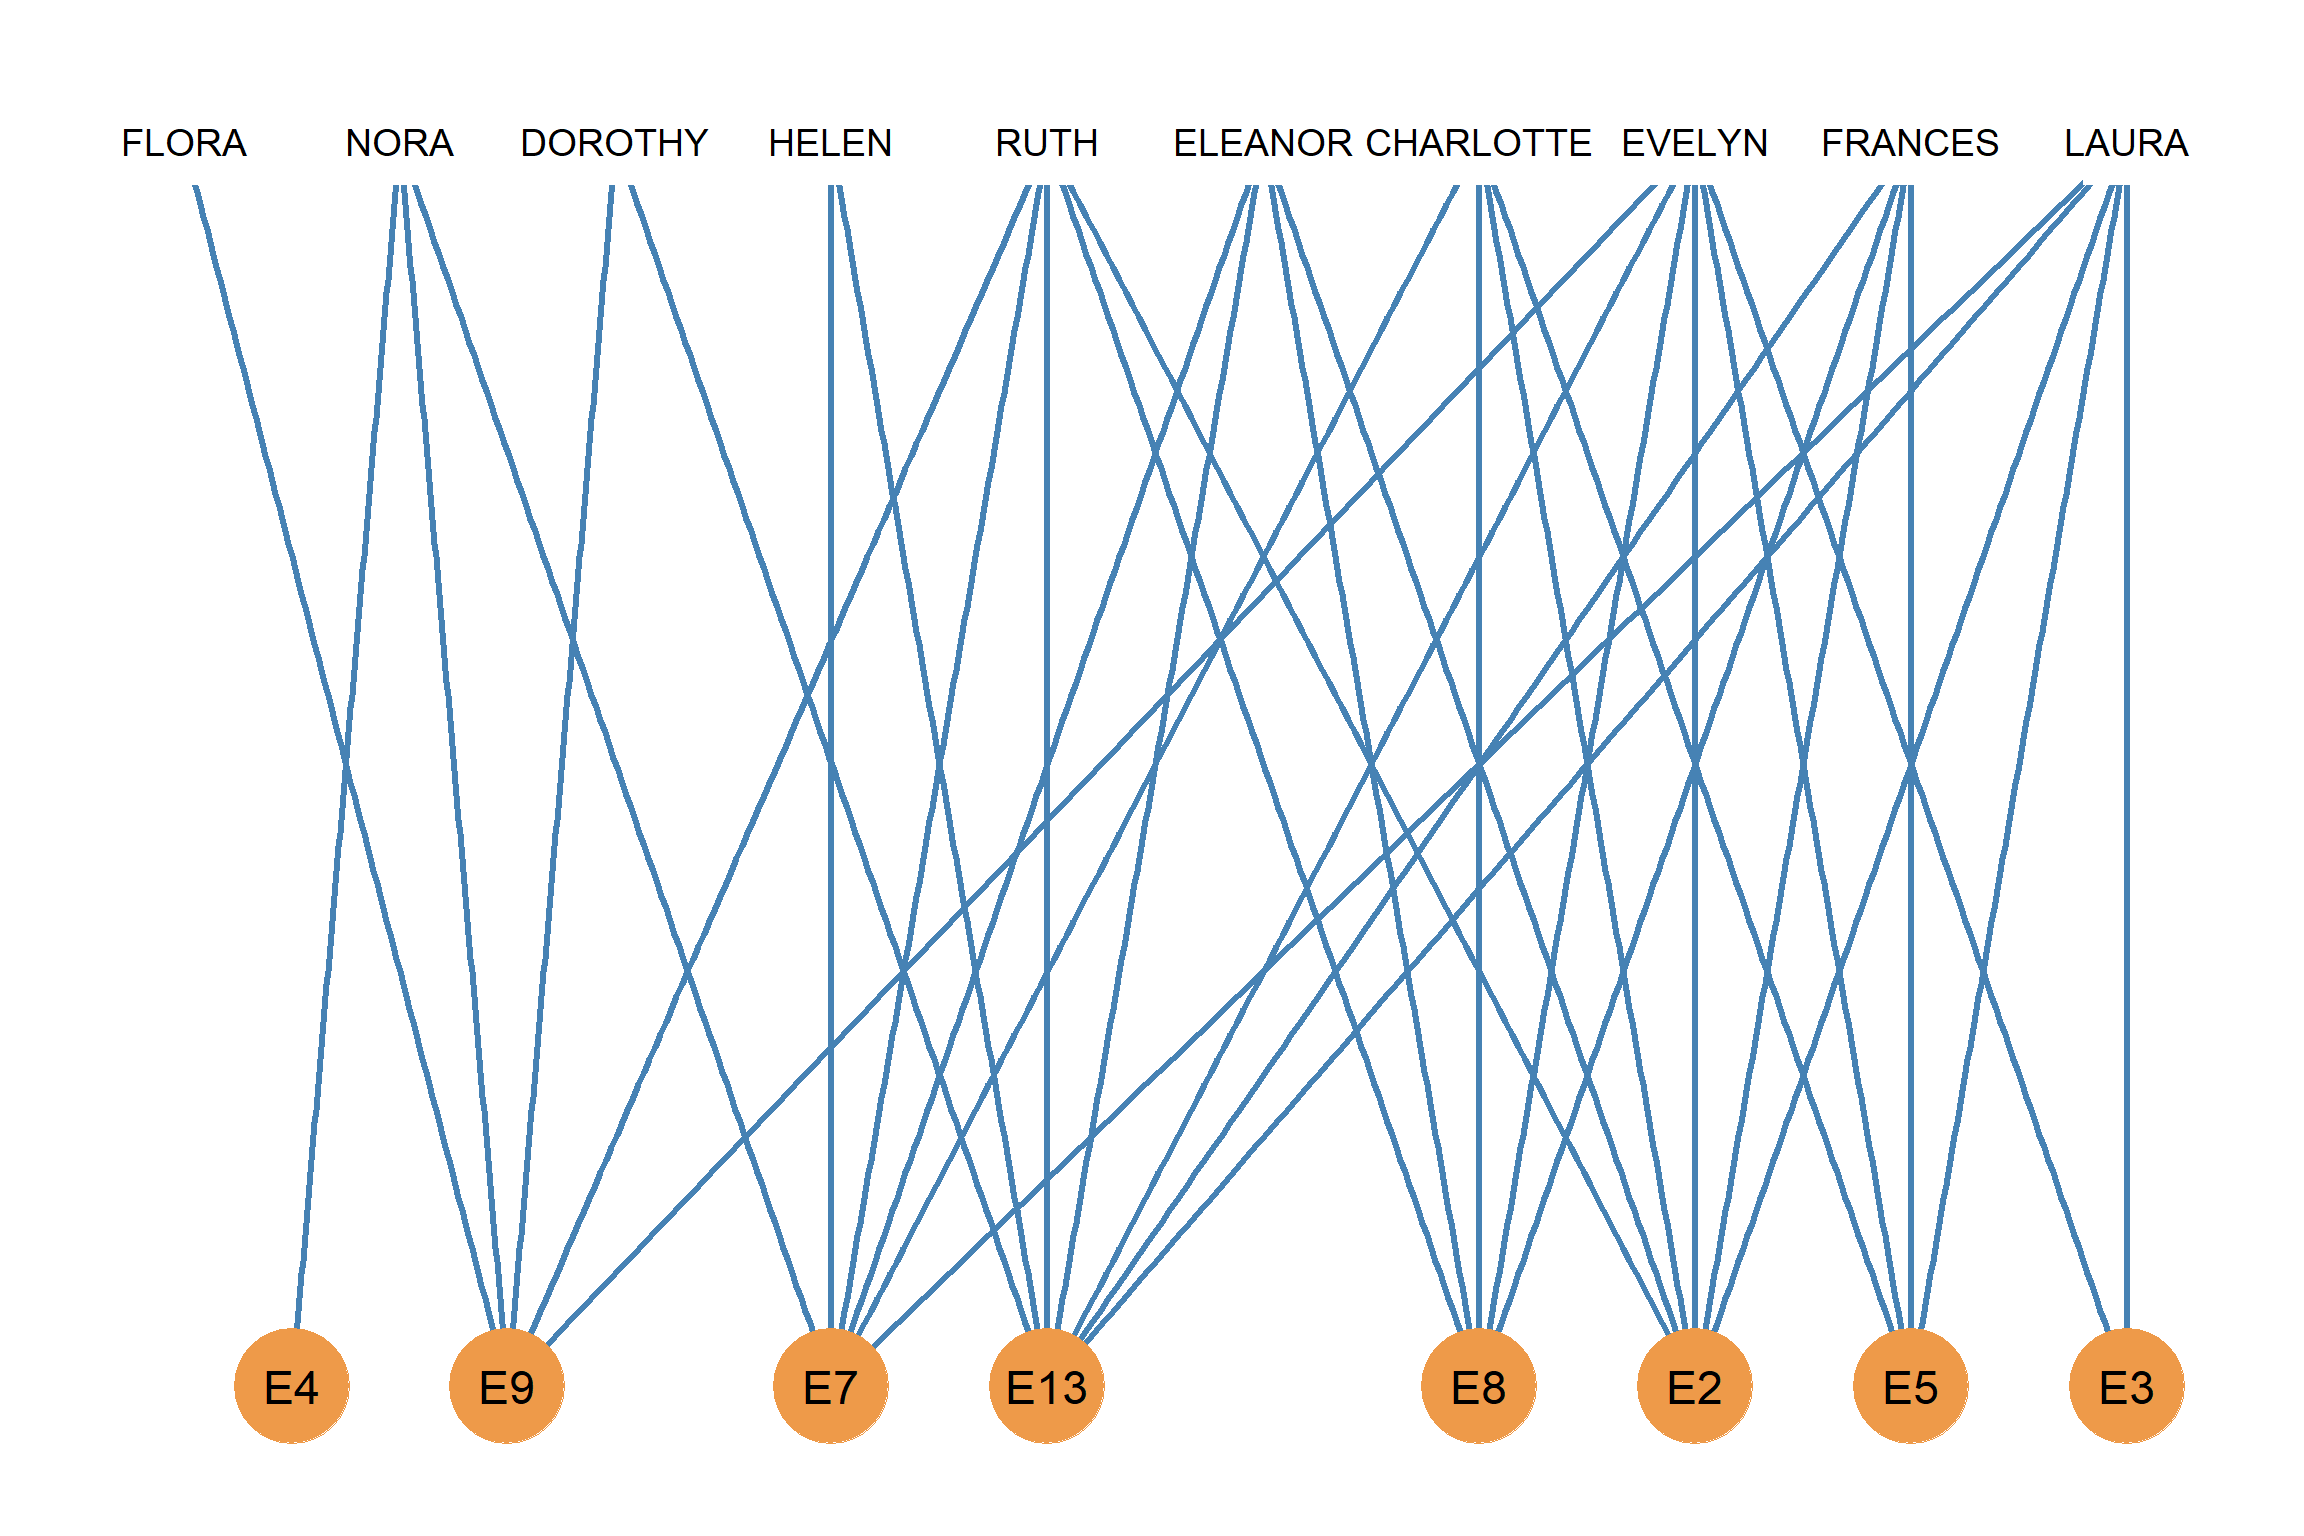 FLORA NORA DOROTHY HELEN RUTH ELEANOR CHARLOTTE EVELYN FRANCES LAURA
E4 E9 E7 E13 E8 E2 E5 E3